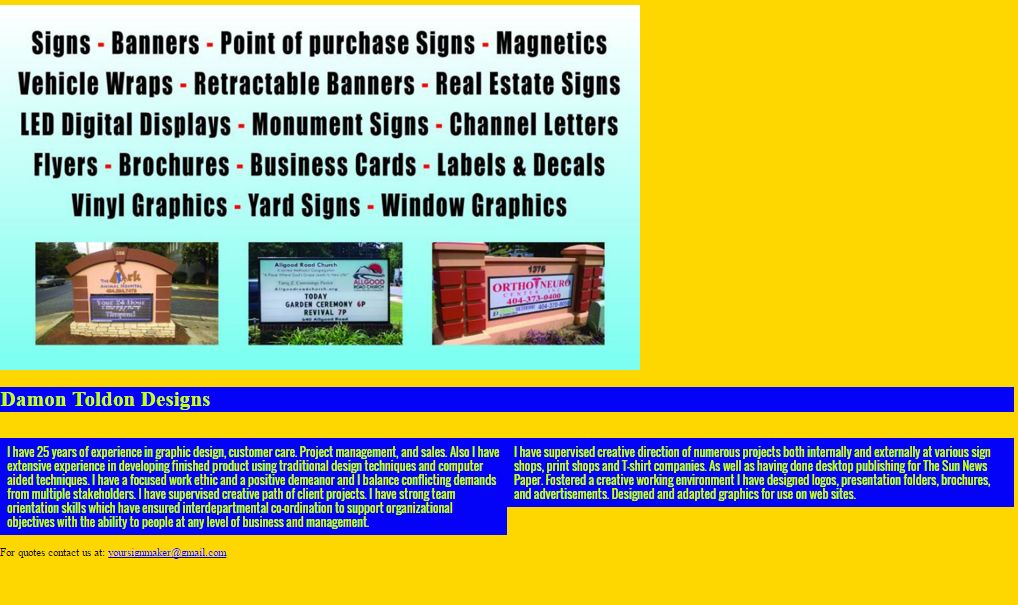 Signs - Banners - Point of purchase Signs - Magnetics
Vehicle Wraps - Retractable Banners - Real Estate Signs
LED Digital Displays - Monument Signs - Channel Letters
Flyers - Brochures - Business Cards - Labels & Decals
Vinyl Graphics - Yard Signs - Window Graphics
The Ark
ANIMAL HOSPITAL
Your 24 Hour
Emergency
Hospital
Allgood Road Church
ALLGOOD
ROAD CHURCH
Allgoodroadchurch.org
TODAY
GARDEN CEREMONY 6P
REVIVAL 7P
640 Allgood Road
1376
ORTHO NEURO
404-373-0400
Damon Toldon Designs
I have 25 years of experience in graphic design, customer care. Project management, and sales. Also I have
extensive experience in developing finished product using traditional design techniques and computer
aided techniques. I have a focused work ethic and a positive demeanor and I balance conflicting demands
from multiple stakeholders. I have supervised creative path of client projects. I have strong team
orientation skills which have ensured interdepartmental co-ordination to support organizational
objectives with the ability to people at any level of business and management.
I have supervised creative direction of numerous projects both internally and externally at various sign
shops, print shops and T-shirt companies. As well as having done desktop publishing for The Sun News
Paper. Fostered a creative working environment I have designed logos, presentation folders, brochures,
and advertisements. Designed and adapted graphics for use on web sites.
For quotes contact us at: yoursignmaker@gmail.com